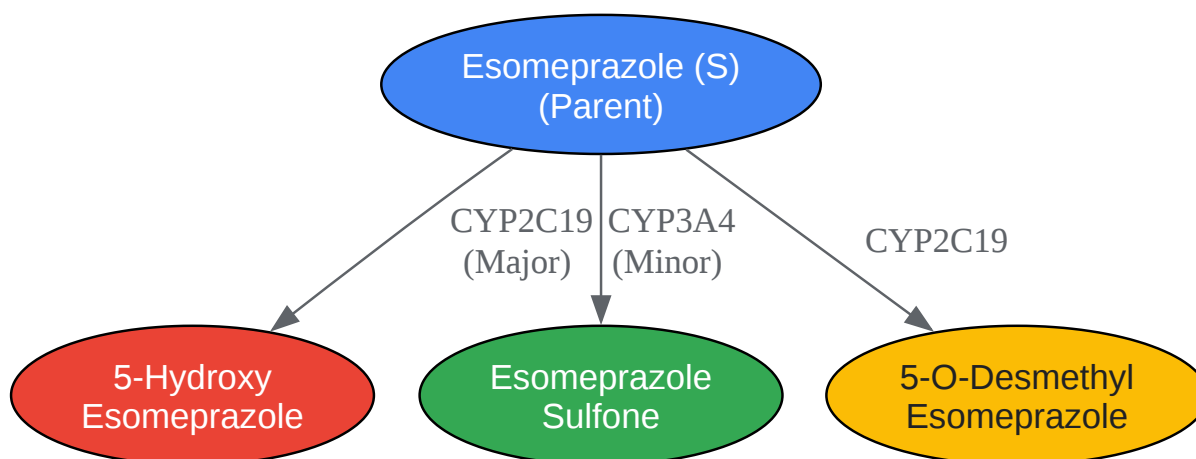 Esomeprazole (S)
(Parent)
CYP2C19
(Major)
CYP3A4
(Minor)
CYP2C19
5-Hydroxy
Esomeprazole
Esomeprazole
Sulfone
5-O-Desmethyl
Esomeprazole